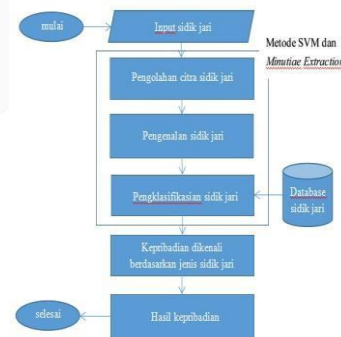 mulai
Input sidik jari
Metode SVM dan
Minutiae Extraction
Pengolahan citra sidik jari
Pengenalan sidik jari
Pengklasifikasian sidik jari
Database
sidik jari
Kepribadian dikenali
berdasarkan jenis sidik jari
selesai
Hasil kepribadian